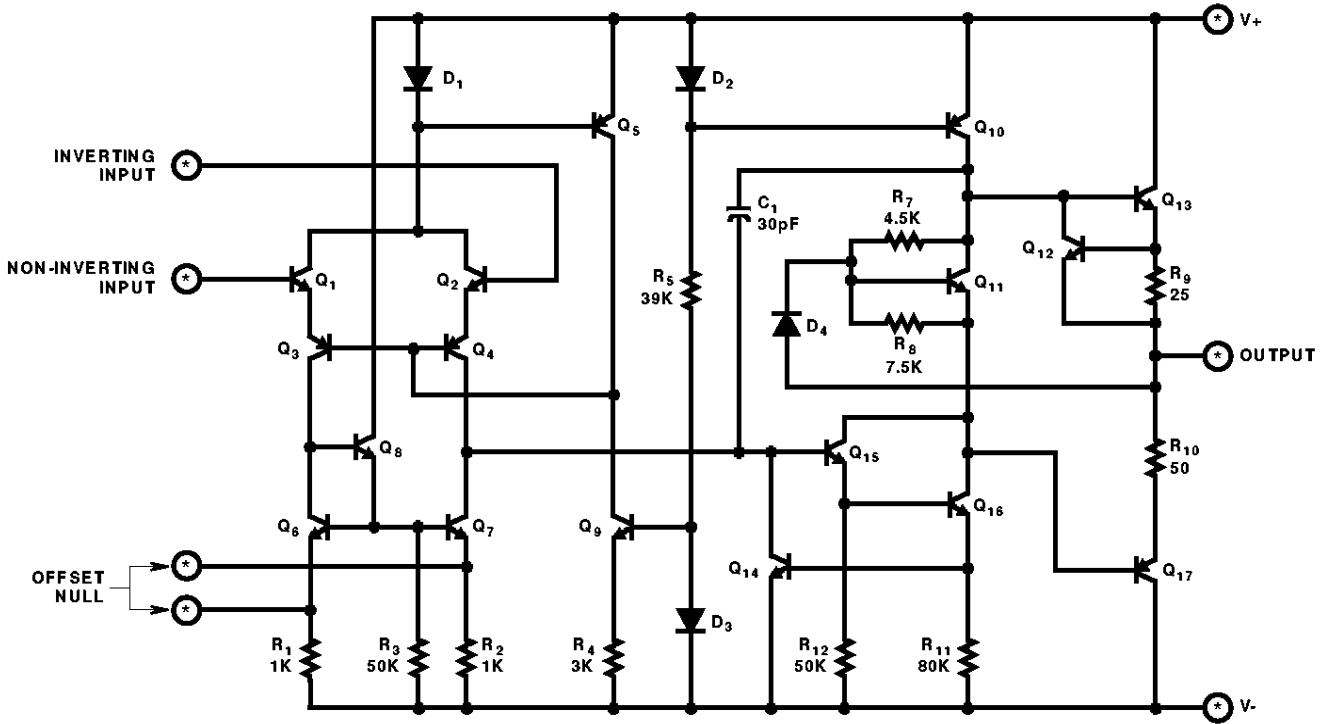 * V+
D₁
D₂
Q₅
Q₁₀
INVERTING
INPUT
*
R₇
4.5K
Q₁₃
C₁
30pF
Q₁₂
NON-INVERTING
INPUT
*
Q₁
Q₂
R₅
39K
Q₁₁
R₉
25
D₄
Q₃
Q₄
R₈
7.5K
* OUTPUT
Q₈
Q₁₅
R₁₀
50
Q₆
Q₇
Q₉
Q₁₆
OFFSET
NULL
*
*
Q₁₄
Q₁₇
D₃
R₁
1K
R₃
50K
R₂
1K
R₄
3K
R₁₂
50K
R₁₁
80K
* V-